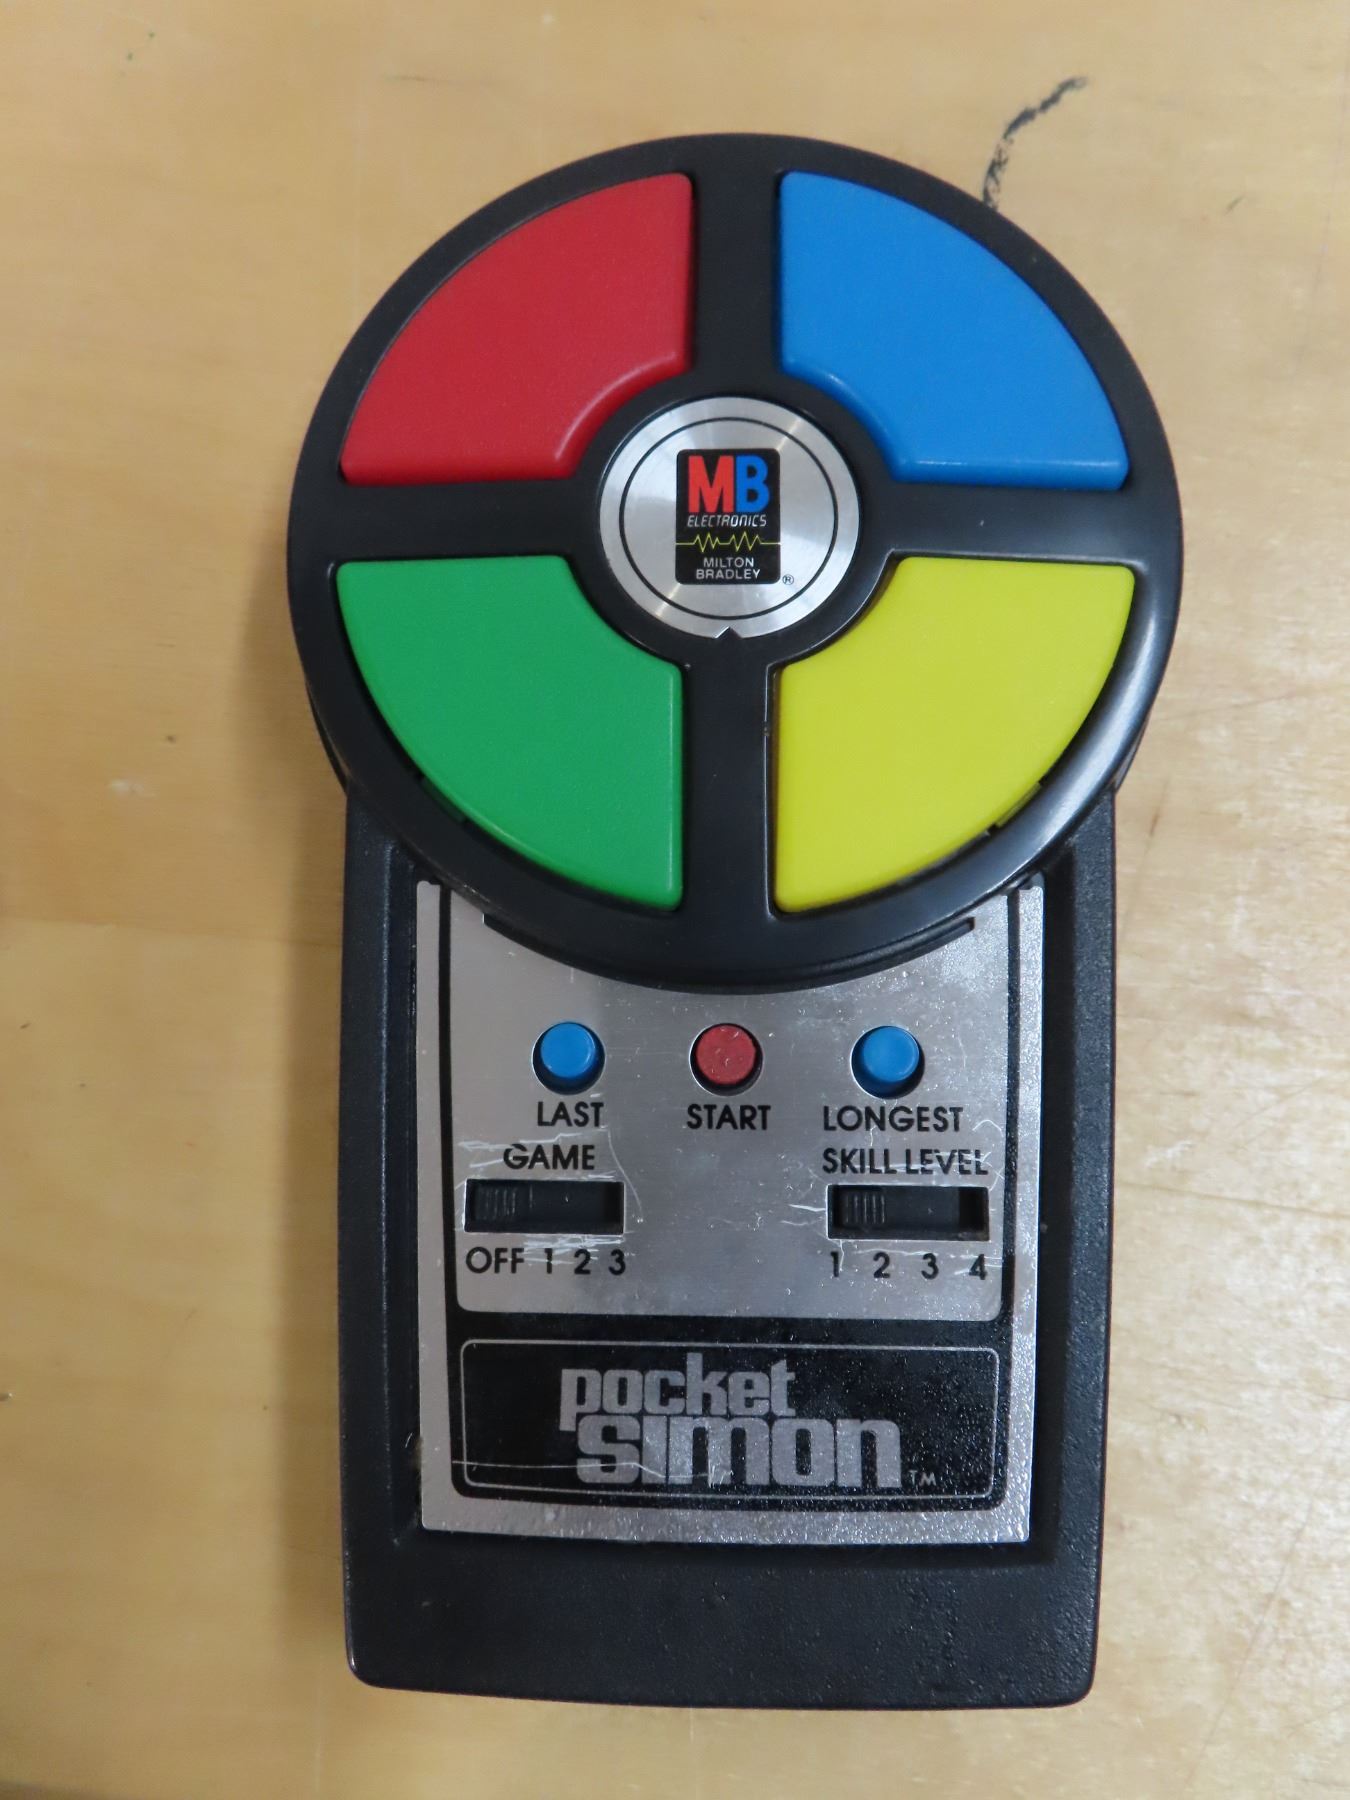 MB
ELECTRONICS
MILTON
BRADLEY ®
LAST START LONGEST
GAME SKILL LEVEL
OFF 1 2 3 1 2 3 4
pocket
simon TM